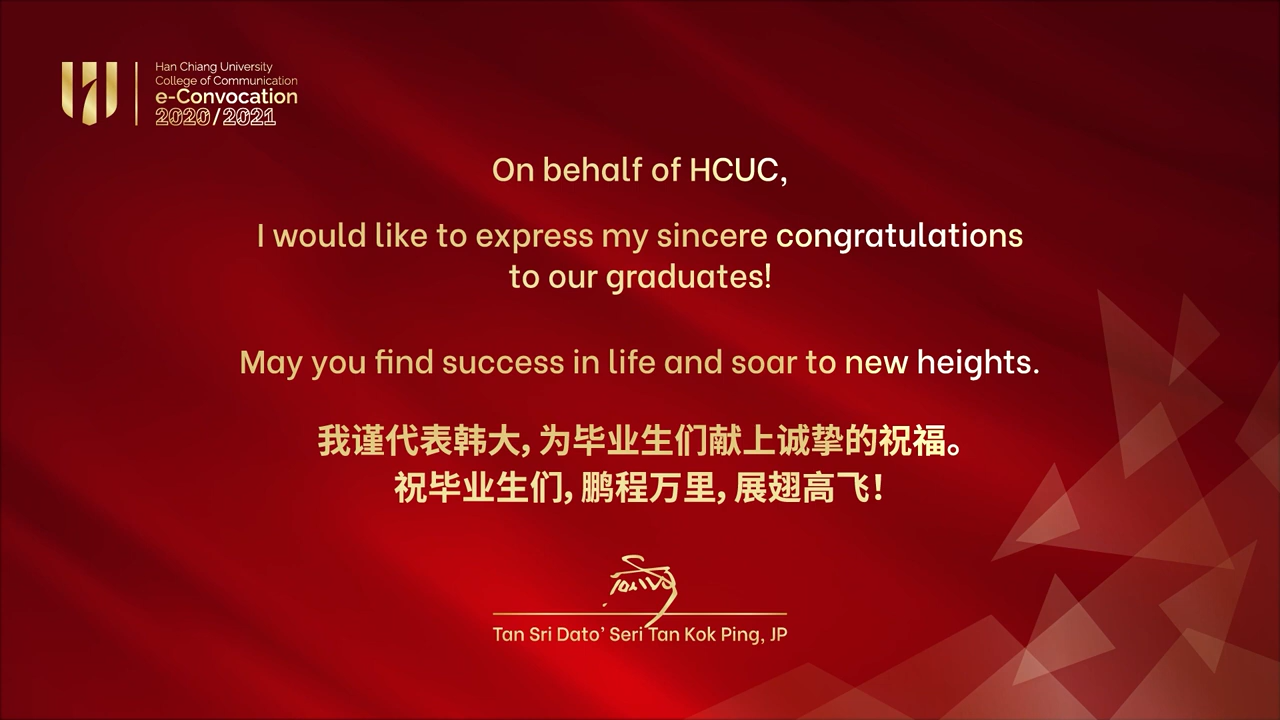 Han Chiang University
College of Communication
e-Convocation
2020/2021
On behalf of HCUC,
I would like to express my sincere congratulations
to our graduates!
May you find success in life and soar to new heights.
我谨代表韩大，为毕业生们献上诚挚的祝福。
祝毕业生们，鹏程万里，展翅高飞！
Tan Sri Dato’ Seri Tan Kok Ping, JP